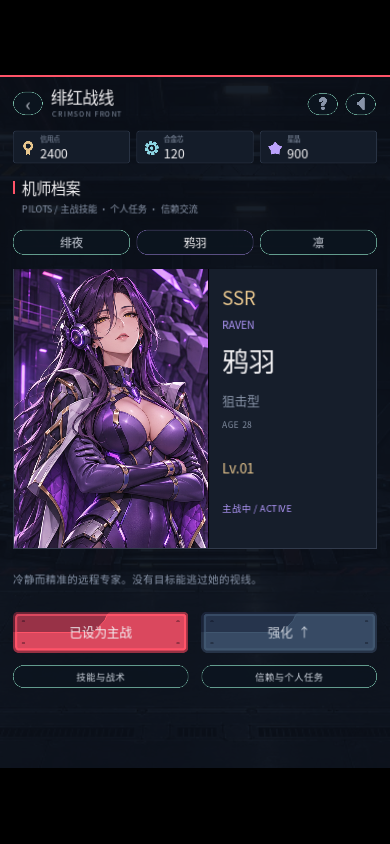 绯红战线
CRIMSON FRONT
信用点
2400
合金芯
120
星晶
900
机师档案
PILOTS / 主战技能 · 个人任务 · 信赖交流
绯夜
鸦羽
凛
SSR
RAVEN
鸦羽
狙击型
AGE 28
Lv.01
主战中 / ACTIVE
冷静而精准的远程专家。没有目标能逃过她的视线。
已设为主战
强化 ↑
技能与战术
信赖与个人任务